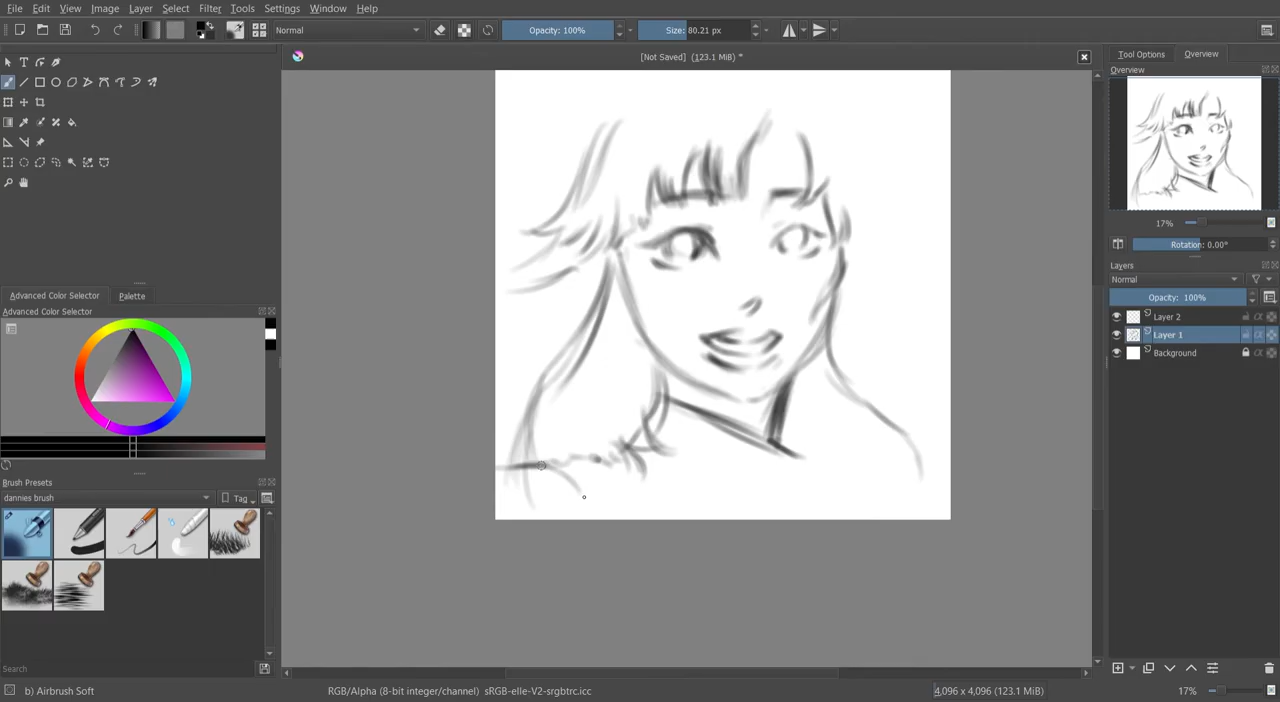 File Edit View Image Layer Select Filter Tools Settings Window Help
Normal
Opacity: 100%
Size: 80.21 px
[Not Saved] (123.1 MiB) *
Tool Options
Overview
Overview
17%
Rotation: 0.00°
Layers
Normal
Opacity: 100%
Layer 2
Layer 1
Background
Advanced Color Selector
Palette
Advanced Color Selector
Brush Presets
dannies brush
Tag
Search
b) Airbrush Soft
RGB/Alpha (8-bit integer/channel) sRGB-elle-V2-srgbtrc.icc
4,096 x 4,096 (123.1 MiB)
17%